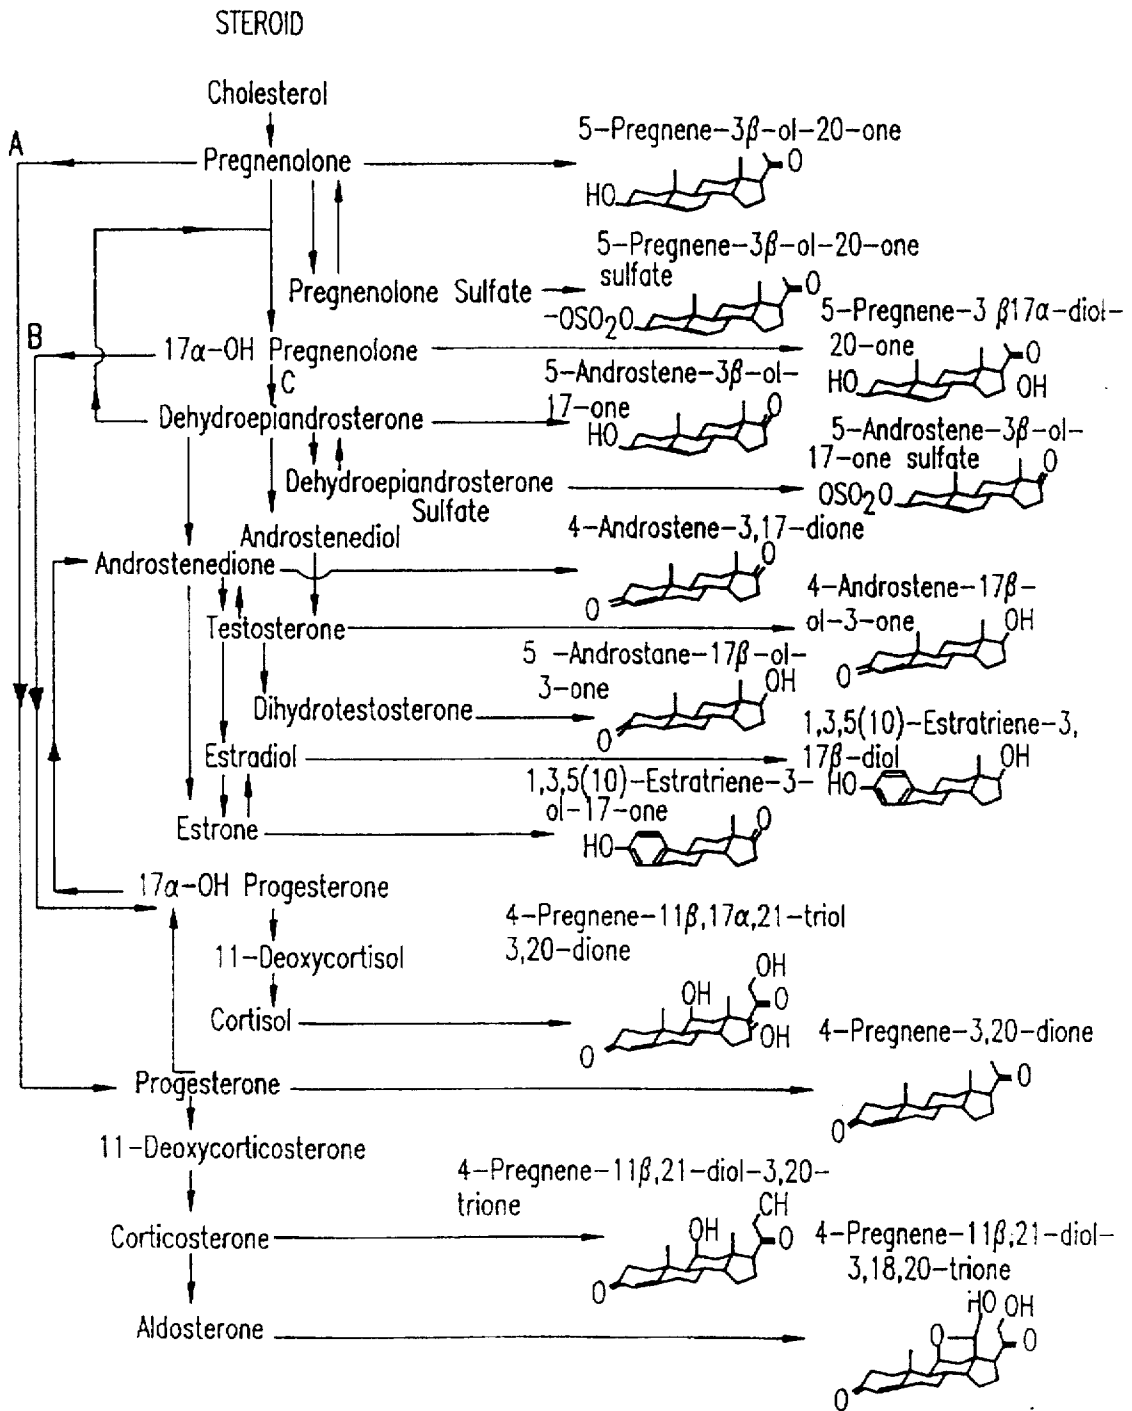 STEROID
Cholesterol
A
Pregnenolone
5-Pregnene-3β-ol-20-one
O
HO
5-Pregnene-3β-ol-20-one
sulfate
Pregnenolone Sulfate
O
-OSO2O
5-Pregnene-3 β17α-diol-
20-one
B
17α-OH Pregnenolone
O
HO
OH
C
5-Androstene-3β-ol-
17-one
Dehydroepiandrosterone
O
HO
5-Androstene-3β-ol-
17-one sulfate
Dehydroepiandrosterone
Sulfate
O
OSO2O
Androstenediol
4-Androstene-3,17-dione
Androstenedione
O
O
4-Androstene-17β-
ol-3-one
Testosterone
OH
O
5 -Androstane-17β-ol-
3-one
Dihydrotestosterone
OH
O
1,3,5(10)-Estratriene-3,
17β-diol
Estradiol
OH
HO
1,3,5(10)-Estratriene-3-
ol-17-one
Estrone
O
HO
17α-OH Progesterone
4-Pregnene-11β,17α,21-triol
3,20-dione
11-Deoxycortisol
OH
OH
O
Cortisol
OH
O
4-Pregnene-3,20-dione
Progesterone
O
O
11-Deoxycorticosterone
4-Pregnene-11β,21-diol-3,20-
trione
CH
OH
O
Corticosterone
O
4-Pregnene-11β,21-diol-
3,18,20-trione
Aldosterone
HO OH
O
O
O